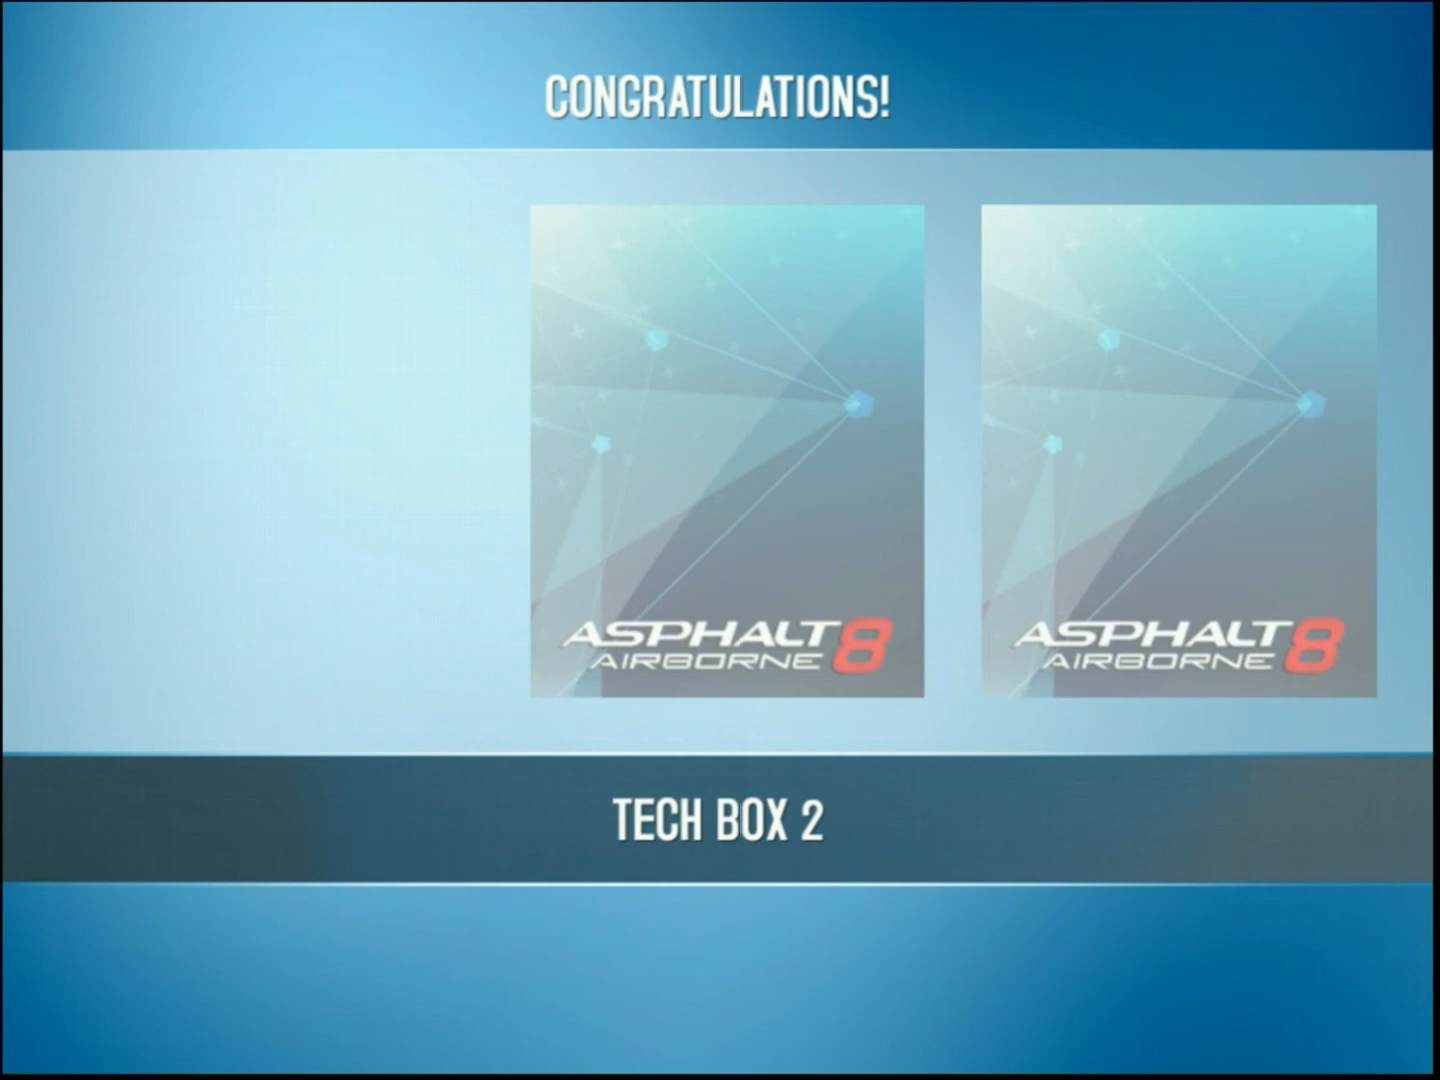 CONGRATULATIONS!
ASPHALT 8
AIRBORNE
ASPHALT 8
AIRBORNE
TECH BOX 2